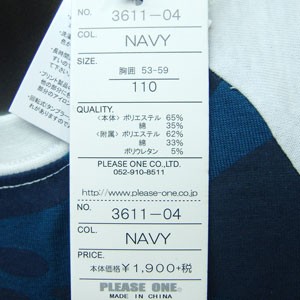 NO. 3611-04
COL. NAVY
SIZE.
胸囲 53-59
110
QUALITY.
〈本体〉ポリエステル 65%
綿 35%
〈附属〉ポリエステル 62%
綿 33%
ポリウレタン 5%
PLEASE ONE CO.,LTD.
052-910-8511
http://www.please-one.co.jp
NO. 3611-04
COL. NAVY
PRICE.
本体価格 ¥1,900+税
PLEASE ONE.
MADE IN CHINA